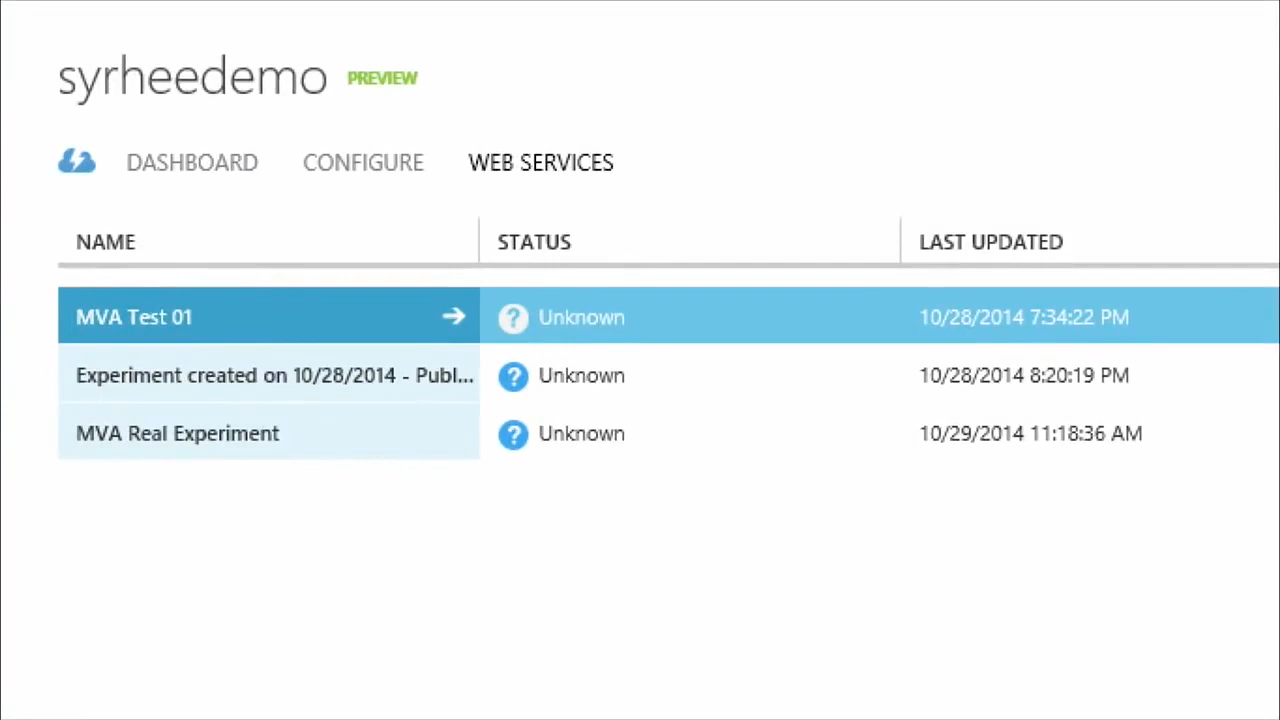 syrheedemo PREVIEW
DASHBOARD CONFIGURE WEB SERVICES
NAME STATUS LAST UPDATED
MVA Test 01 Unknown 10/28/2014 7:34:22 PM
Experiment created on 10/28/2014 - Publ... Unknown 10/28/2014 8:20:19 PM
MVA Real Experiment Unknown 10/29/2014 11:18:36 AM